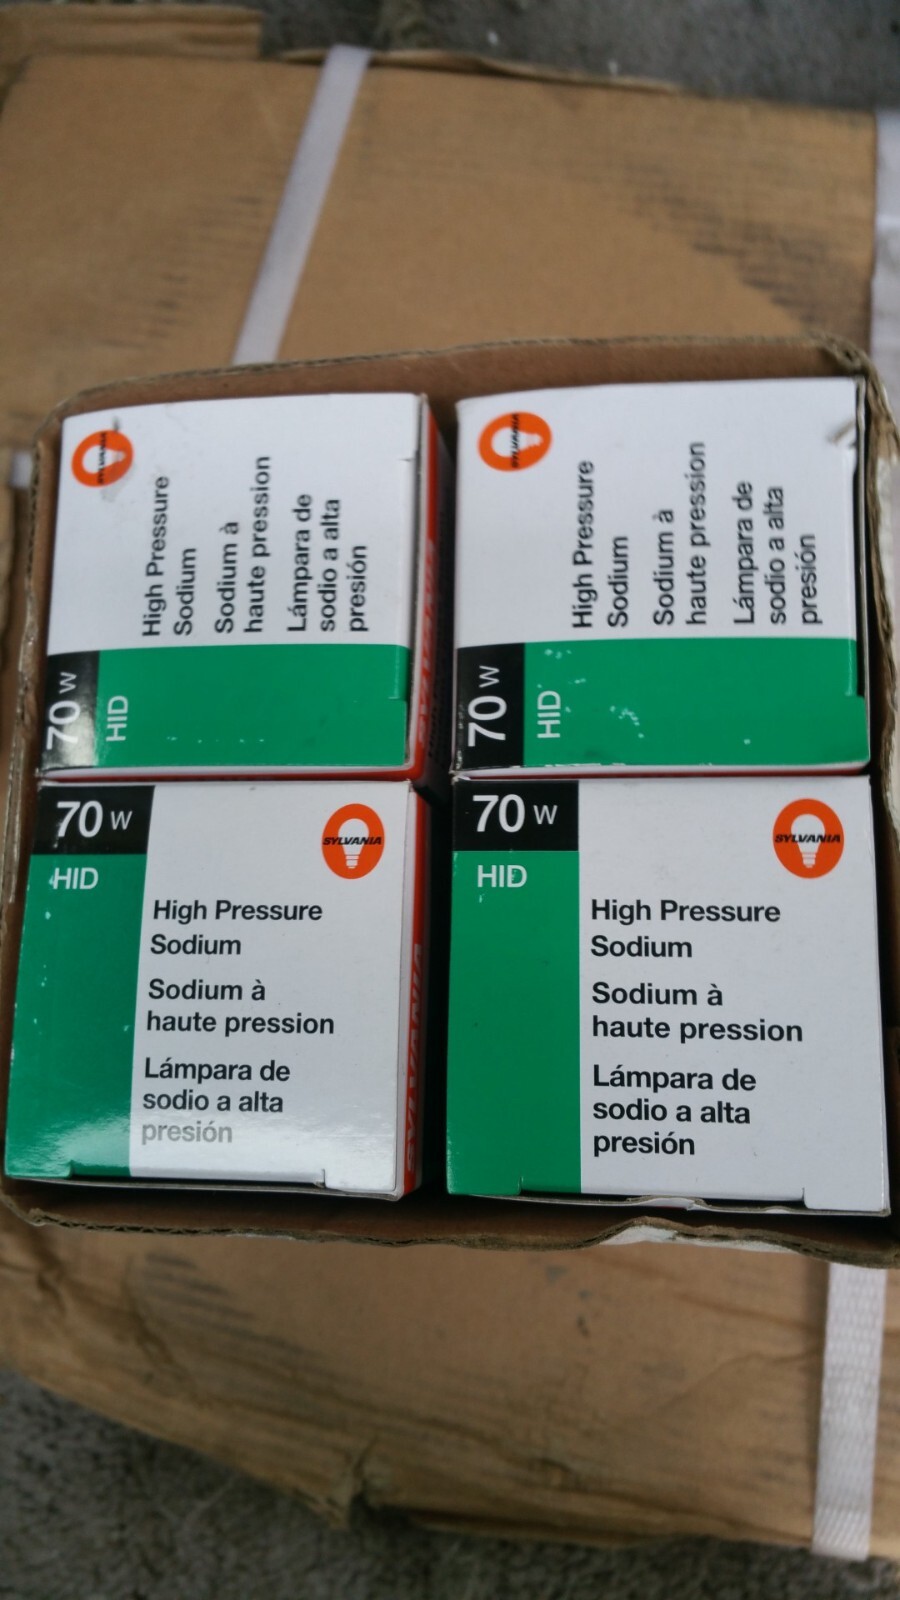 SYLVANIA
High Pressure
Sodium
Sodium à
haute pression
Lámpara de
sodio a alta
presión
70 W
HID
SYLVANIA
High Pressure
Sodium
Sodium à
haute pression
Lámpara de
sodio a alta
presión
70 W
HID
70 W
HID
SYLVANIA
High Pressure
Sodium
Sodium à
haute pression
Lámpara de
sodio a alta
presión
SYLVANIA
70 W
HID
SYLVANIA
High Pressure
Sodium
Sodium à
haute pression
Lámpara de
sodio a alta
presión